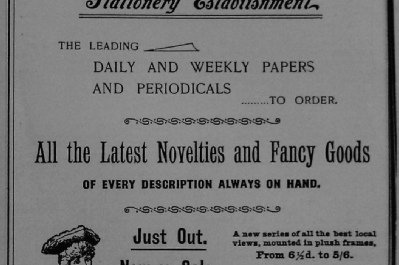 Stationery Establishment.
THE LEADING
DAILY AND WEEKLY PAPERS
AND PERIODICALS
.........TO ORDER.
All the Latest Novelties and Fancy Goods
OF EVERY DESCRIPTION ALWAYS ON HAND.
Just Out.
A new series of all the best local
views, mounted in plush frames,
From 6½d. to 5/6.